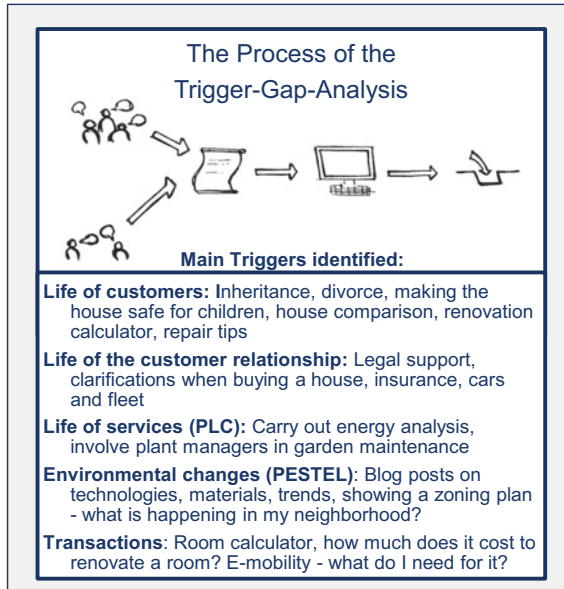 The Process of the
Trigger-Gap-Analysis
Main Triggers identified:
Life of customers: Inheritance, divorce, making the
house safe for children, house comparison, renovation
calculator, repair tips
Life of the customer relationship: Legal support,
clarifications when buying a house, insurance, cars
and fleet
Life of services (PLC): Carry out energy analysis,
involve plant managers in garden maintenance
Environmental changes (PESTEL): Blog posts on
technologies, materials, trends, showing a zoning plan
- what is happening in my neighborhood?
Transactions: Room calculator, how much does it cost to
renovate a room? E-mobility - what do I need for it?